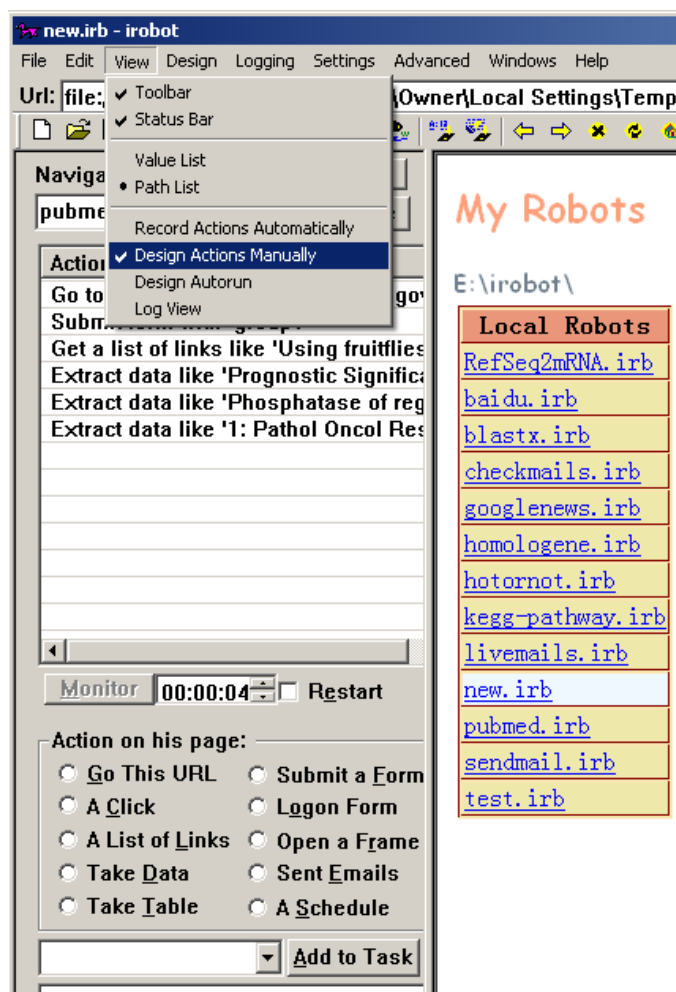 new.irb - irobot
File Edit View Design Logging Settings Advanced Windows Help
Url: file: \Owner\Local Settings\Temp
Toolbar
Status Bar
Value List
Path List
Record Actions Automatically
Design Actions Manually
Design Autorun
Log View
Naviga
pubme
Action
Go to gov
Subm
Get a list of links like 'Using fruitflies
Extract data like 'Prognostic Signific
Extract data like 'Phosphatase of reg
Extract data like '1: Pathol Oncol Res
Monitor 00:00:04 Restart
Action on his page:
Go This URL Submit a Form
A Click Logon Form
A List of Links Open a Frame
Take Data Sent Emails
Take Table A Schedule
Add to Task
My Robots
E:\irobot\
Local Robots
RefSeq2mRNA.irb
baidu.irb
blastx.irb
checkmails.irb
googlenews.irb
homologene.irb
hotornot.irb
kegg-pathway.irb
livemails.irb
new.irb
pubmed.irb
sendmail.irb
test.irb